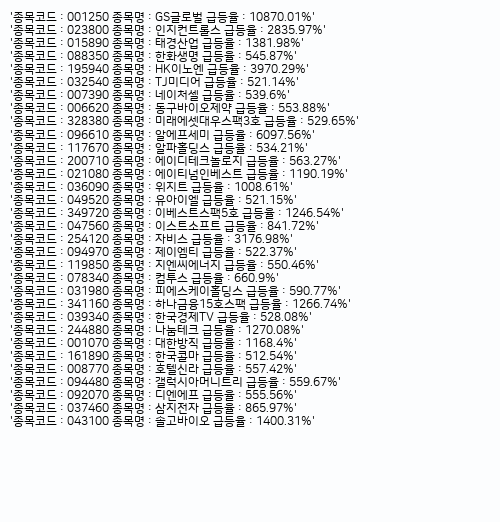 '종목코드 : 001250 종목명 : GS글로벌 급등율 : 10870.01%'
'종목코드 : 023800 종목명 : 인지컨트롤스 급등율 : 2835.97%'
'종목코드 : 015890 종목명 : 태경산업 급등율 : 1381.98%'
'종목코드 : 088350 종목명 : 한화생명 급등율 : 545.87%'
'종목코드 : 195940 종목명 : HK이노엔 급등율 : 3970.29%'
'종목코드 : 032540 종목명 : TJ미디어 급등율 : 521.14%'
'종목코드 : 007390 종목명 : 네이처셀 급등율 : 539.6%'
'종목코드 : 006620 종목명 : 동구바이오제약 급등율 : 553.88%'
'종목코드 : 328380 종목명 : 미래에셋대우스팩3호 급등율 : 529.65%'
'종목코드 : 096610 종목명 : 알에프세미 급등율 : 6097.56%'
'종목코드 : 117670 종목명 : 알파홀딩스 급등율 : 534.21%'
'종목코드 : 200710 종목명 : 에이디테크놀로지 급등율 : 563.27%'
'종목코드 : 021080 종목명 : 에이티넘인베스트 급등율 : 1190.19%'
'종목코드 : 036090 종목명 : 위지트 급등율 : 1008.61%'
'종목코드 : 049520 종목명 : 유아이엘 급등율 : 521.15%'
'종목코드 : 349720 종목명 : 이베스트스팩5호 급등율 : 1246.54%'
'종목코드 : 047560 종목명 : 이스트소프트 급등율 : 841.72%'
'종목코드 : 254120 종목명 : 자비스 급등율 : 3176.98%'
'종목코드 : 094970 종목명 : 제이엠티 급등율 : 522.37%'
'종목코드 : 119850 종목명 : 지엔씨에너지 급등율 : 550.46%'
'종목코드 : 078340 종목명 : 컴투스 급등율 : 660.9%'
'종목코드 : 031980 종목명 : 피에스케이홀딩스 급등율 : 590.77%'
'종목코드 : 341160 종목명 : 하나금융15호스팩 급등율 : 1266.74%'
'종목코드 : 039340 종목명 : 한국경제TV 급등율 : 528.08%'
'종목코드 : 244880 종목명 : 나눔테크 급등율 : 1270.08%'
'종목코드 : 001070 종목명 : 대한방직 급등율 : 1168.4%'
'종목코드 : 161890 종목명 : 한국콜마 급등율 : 512.54%'
'종목코드 : 008770 종목명 : 호텔신라 급등율 : 557.42%'
'종목코드 : 094480 종목명 : 갤럭시아머니트리 급등율 : 559.67%'
'종목코드 : 092070 종목명 : 디엔에프 급등율 : 555.56%'
'종목코드 : 037460 종목명 : 삼지전자 급등율 : 865.97%'
'종목코드 : 043100 종목명 : 솔고바이오 급등율 : 1400.31%'